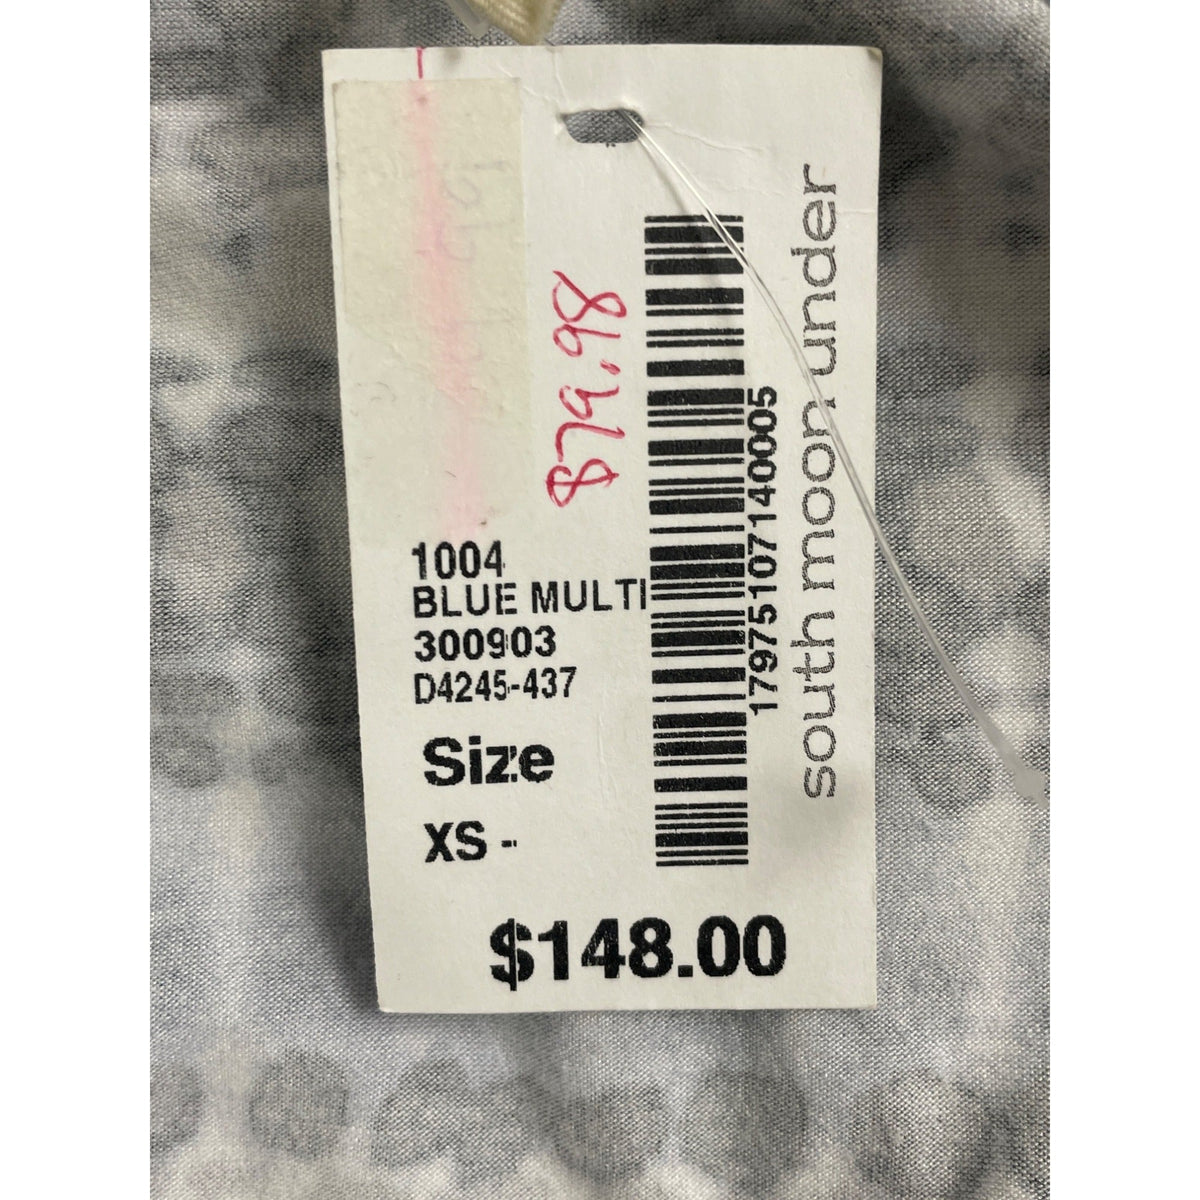 1004
BLUE MULTI
300903
D4245-437
Size
XS -
$148.00
$79.98
17975107140005
south moon under